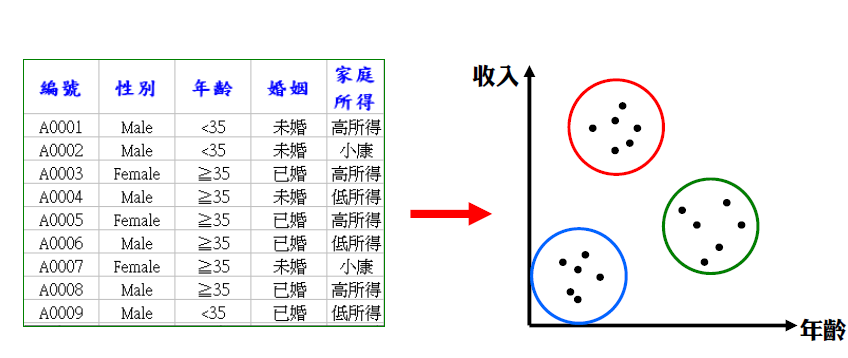 編號 性別 年齡 婚姻 家庭所得
A0001 Male <35 未婚 高所得
A0002 Male <35 未婚 小康
A0003 Female ≧35 已婚 高所得
A0004 Male ≧35 未婚 低所得
A0005 Female ≧35 已婚 高所得
A0006 Male ≧35 已婚 低所得
A0007 Female ≧35 未婚 小康
A0008 Male ≧35 已婚 高所得
A0009 Male <35 已婚 低所得
收入
年齡